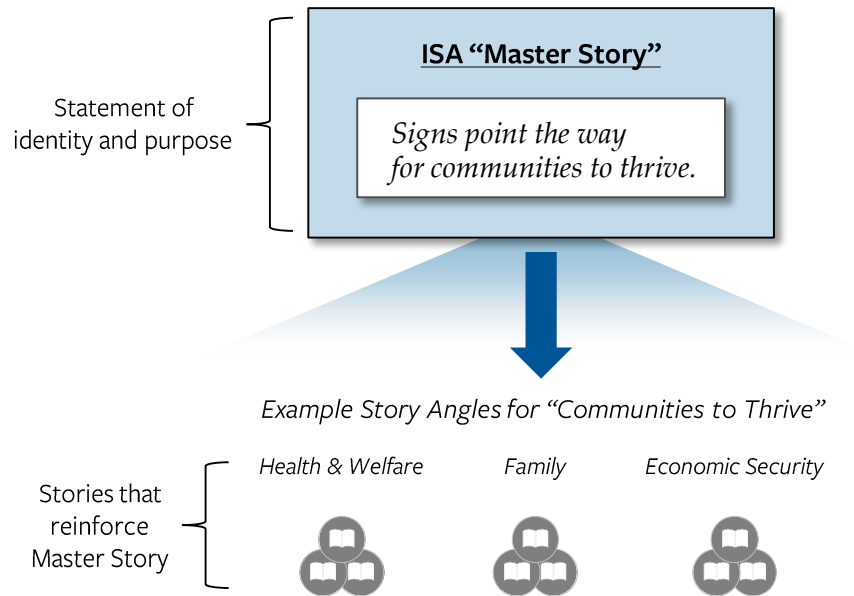 ISA “Master Story”
Statement of
identity and purpose
Signs point the way
for communities to thrive.
Example Story Angles for “Communities to Thrive”
Health & Welfare
Family
Economic Security
Stories that
reinforce
Master Story